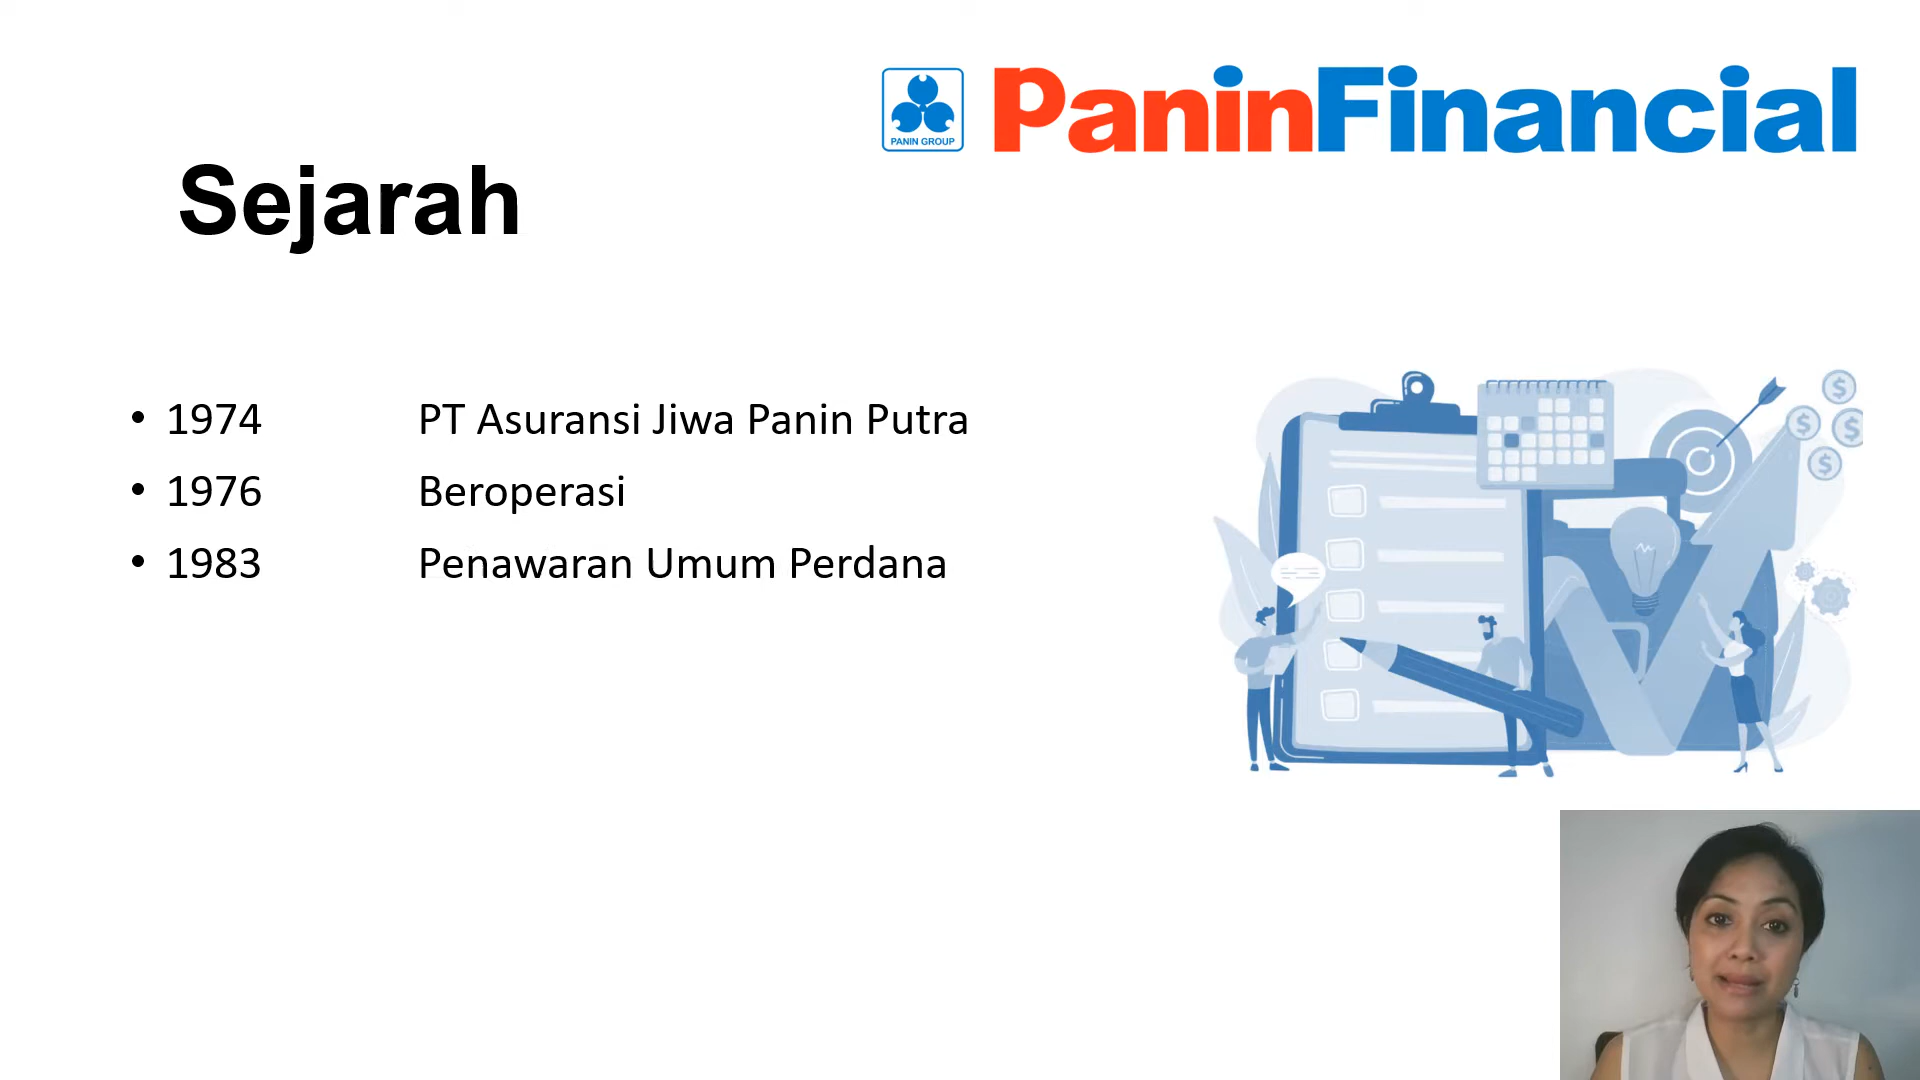 PANIN GROUP
PaninFinancial
Sejarah
• 1974 PT Asuransi Jiwa Panin Putra
• 1976 Beroperasi
• 1983 Penawaran Umum Perdana